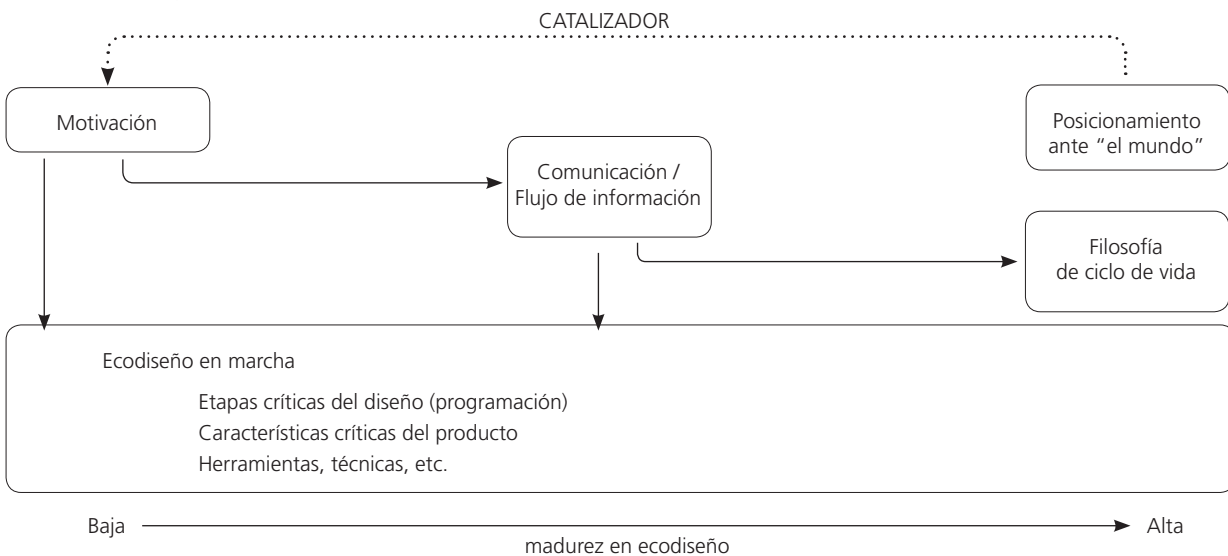 CATALIZADOR
Motivación
Posicionamiento
ante “el mundo”
Comunicación /
Flujo de información
Filosofía
de ciclo de vida
Ecodiseño en marcha
Etapas críticas del diseño (programación)
Características críticas del producto
Herramientas, técnicas, etc.
Baja
Alta
madurez en ecodiseño